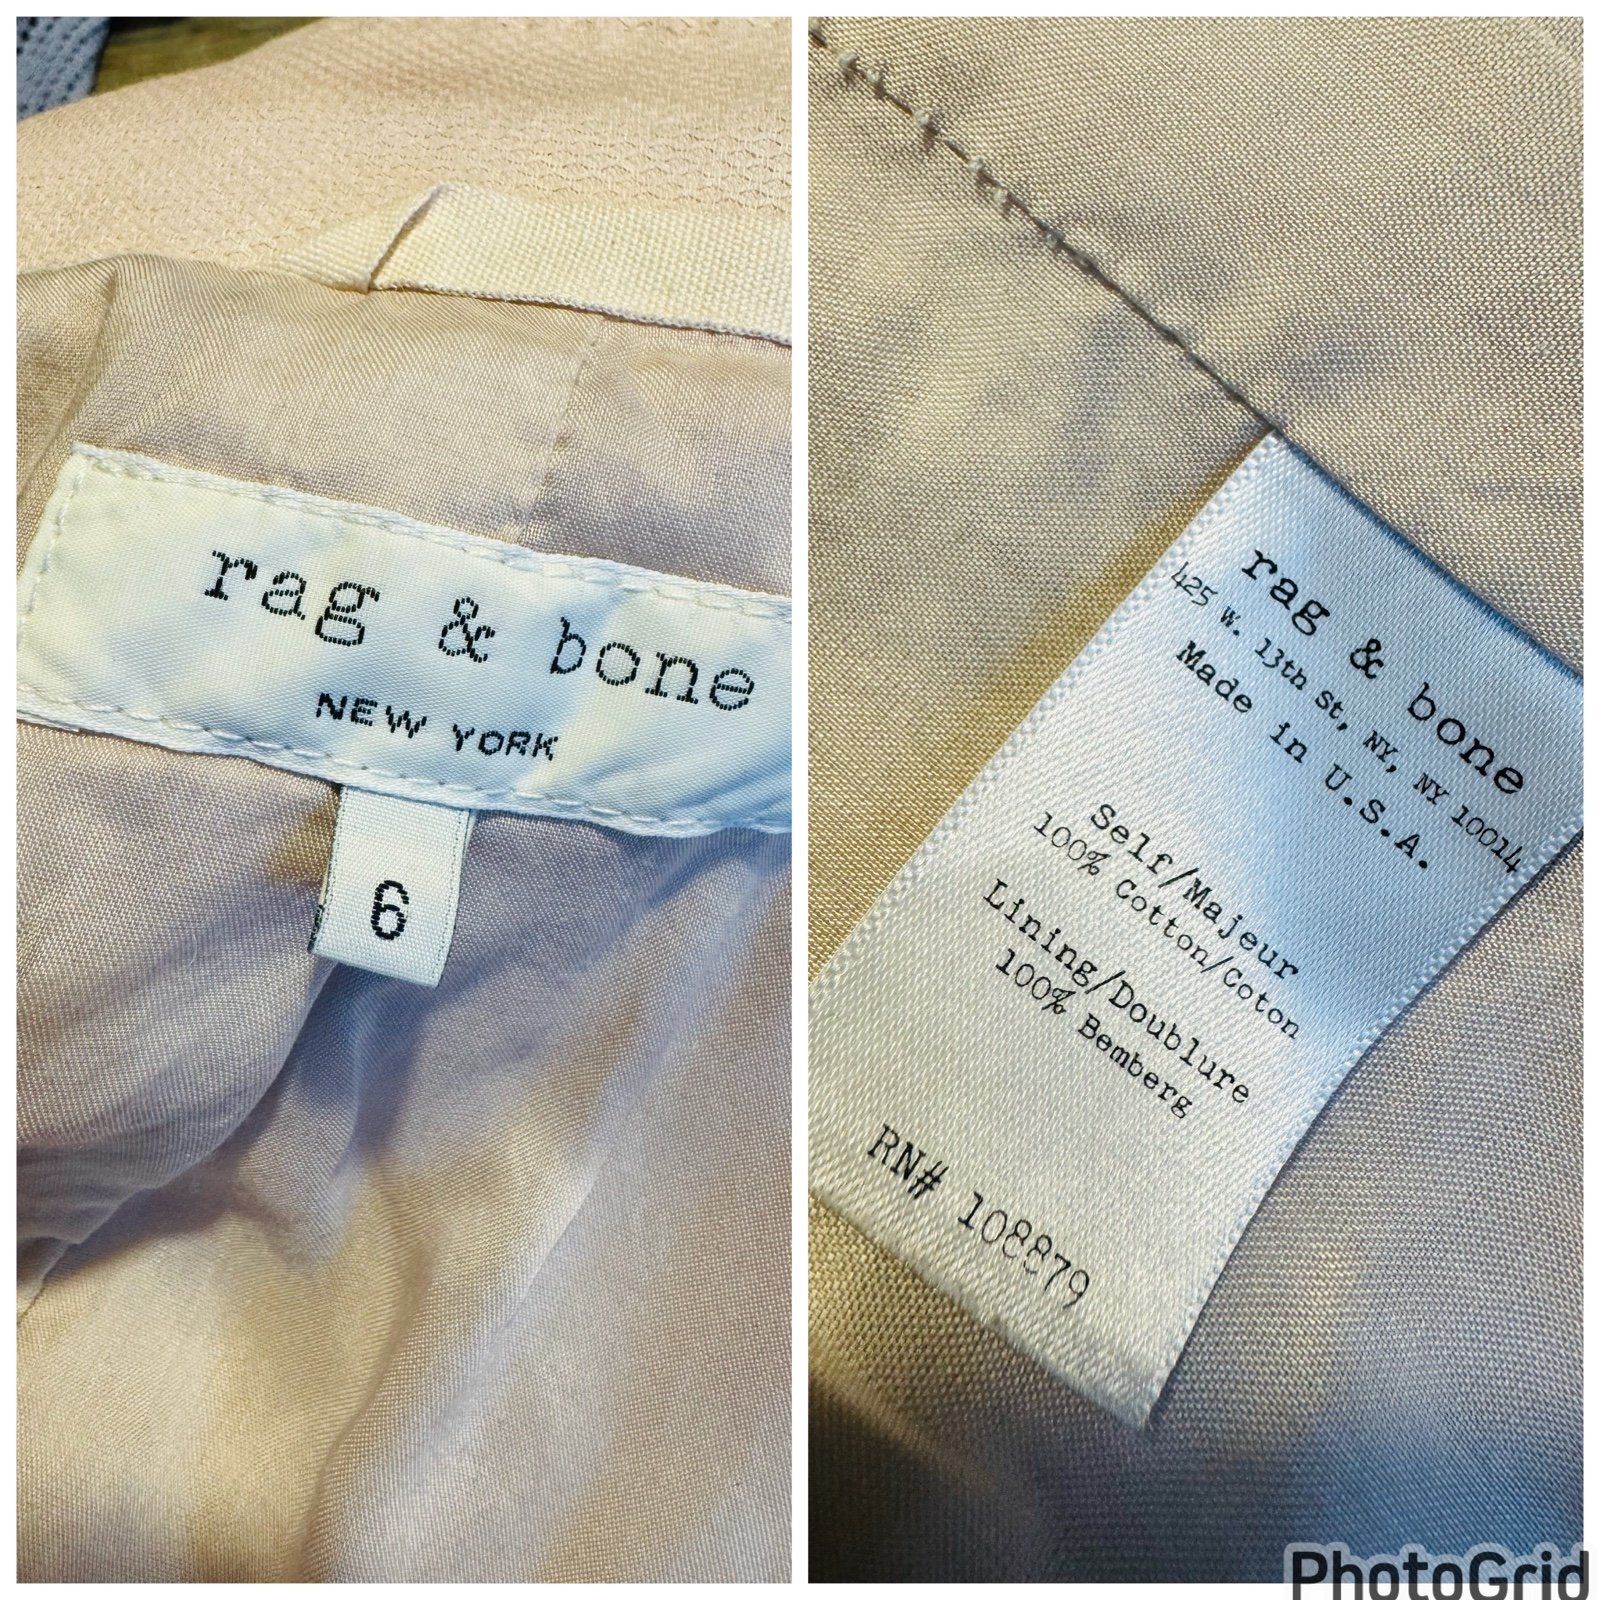 rag & bone
NEW YORK
6
rag & bone
425 W. 13th st, NY, NY 10014
Made in U.S.A.
Self/Majeur
100% Cotton/Coton
Lining/Doublure
100% Bemberg
RN# 108879
PhotoGrid